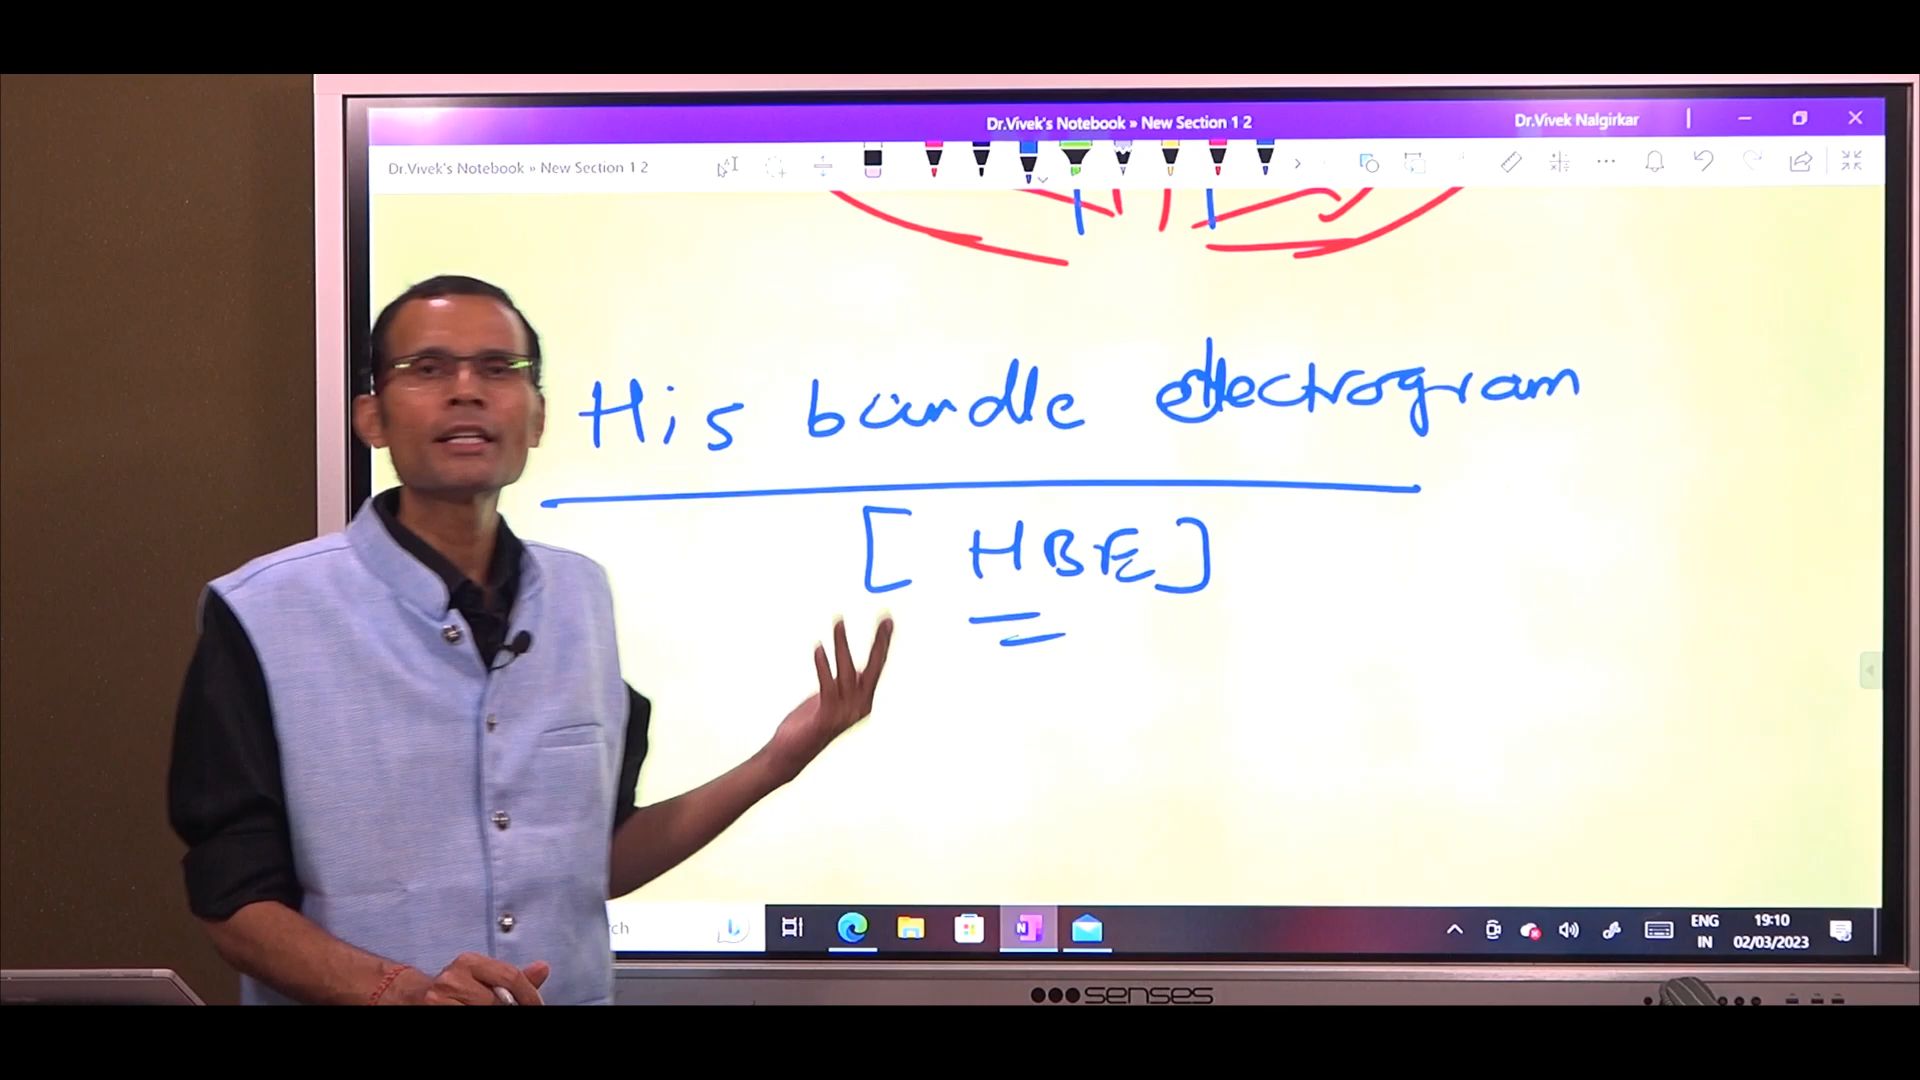 Dr.Vivek's Notebook » New Section 1 2
Dr.Vivek Nalgirkar
Dr.Vivek's Notebook » New Section 1 2
His bundle electrogram
[ HBE ]
rch
ENG
IN
19:10
02/03/2023
senses